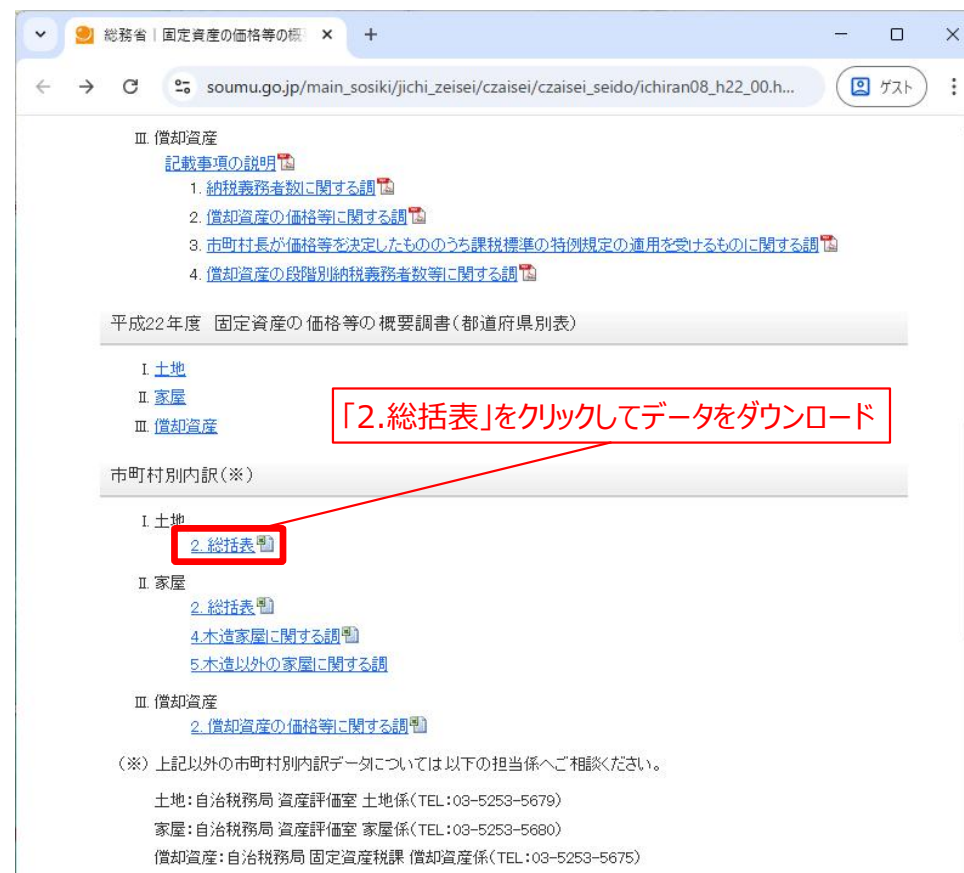 総務省｜固定資産の価格等の概
soumu.go.jp/main_sosiki/jichi_zeisei/czaisei/czaisei_seido/ichiran08_h22_00.h...
ゲスト
Ⅲ. 償却資産
記載事項の説明
1. 納税義務者数に関する調
2. 償却資産の価格等に関する調
3. 市町村長が価格等を決定したもののうち課税標準の特例規定の適用を受けるものに関する調
4. 償却資産の段階別納税義務者数等に関する調
平成22年度 固定資産の価格等の概要調書（都道府県別表）
Ⅰ. 土地
Ⅱ. 家屋
Ⅲ. 償却資産
「2.総括表」をクリックしてデータをダウンロード
市町村別内訳（※）
Ⅰ. 土地
2. 総括表
Ⅱ. 家屋
2. 総括表
4.木造家屋に関する調
5.木造以外の家屋に関する調
Ⅲ. 償却資産
2. 償却資産の価格等に関する調
（※） 上記以外の市町村別内訳データについては以下の担当係へご相談ください。
土地：自治税務局 資産評価室 土地係（TEL：03-5253-5679）
家屋：自治税務局 資産評価室 家屋係（TEL：03-5253-5680）
償却資産：自治税務局 固定資産税課 償却資産係（TEL：03-5253-5675）